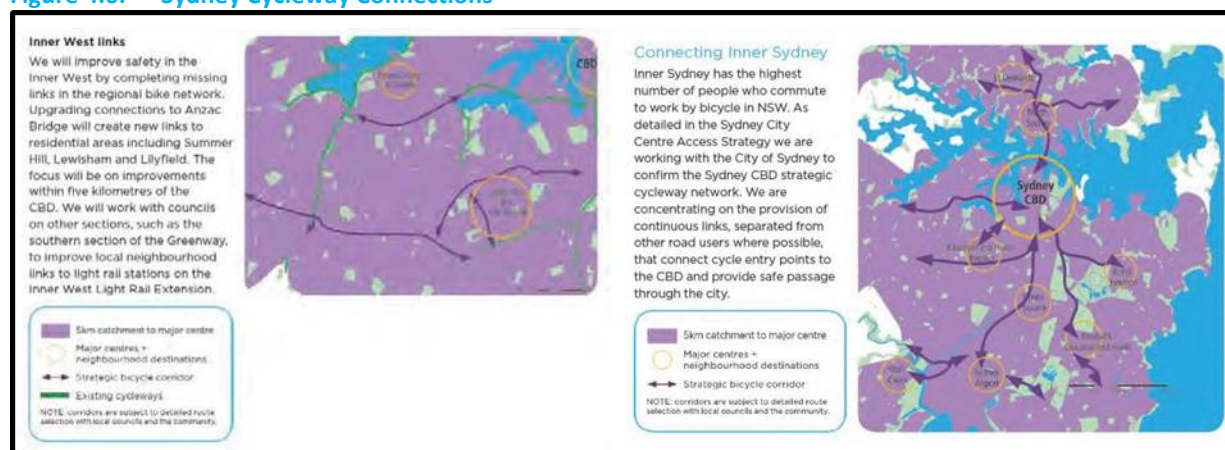 Sydney Cycleway Connections
Inner West links
We will improve safety in the
Inner West by completing missing
links in the regional bike network.
Upgrading connections to Anzac
Bridge will create new links to
residential areas including Summer
Hill, Lewisham and Lilyfield. The
focus will be on improvements
within five kilometres of the
CBD. We will work with councils
on other sections, such as the
southern section of the Greenway,
to improve local neighbourhood
links to light rail stations on the
Inner West Light Rail Extension.
5km catchment to major centre
Major centres +
neighbourhood destinations
Strategic bicycle corridor
Existing cycleways
NOTE: corridors are subject to detailed route
selection with local councils and the community.
CBD
Connecting Inner Sydney
Inner Sydney has the highest
number of people who commute
to work by bicycle in NSW. As
detailed in the Sydney City
Centre Access Strategy we are
working with the City of Sydney to
confirm the Sydney CBD strategic
cycleway network. We are
concentrating on the provision of
continuous links, separated from
other road users where possible,
that connect cycle entry points to
the CBD and provide safe passage
through the city.
5km catchment to major centre
Major centres +
neighbourhood destinations
Strategic bicycle corridor
NOTE: corridors are subject to detailed route
selection with local councils and the community.
Sydney
CBD
Sydney
Airport